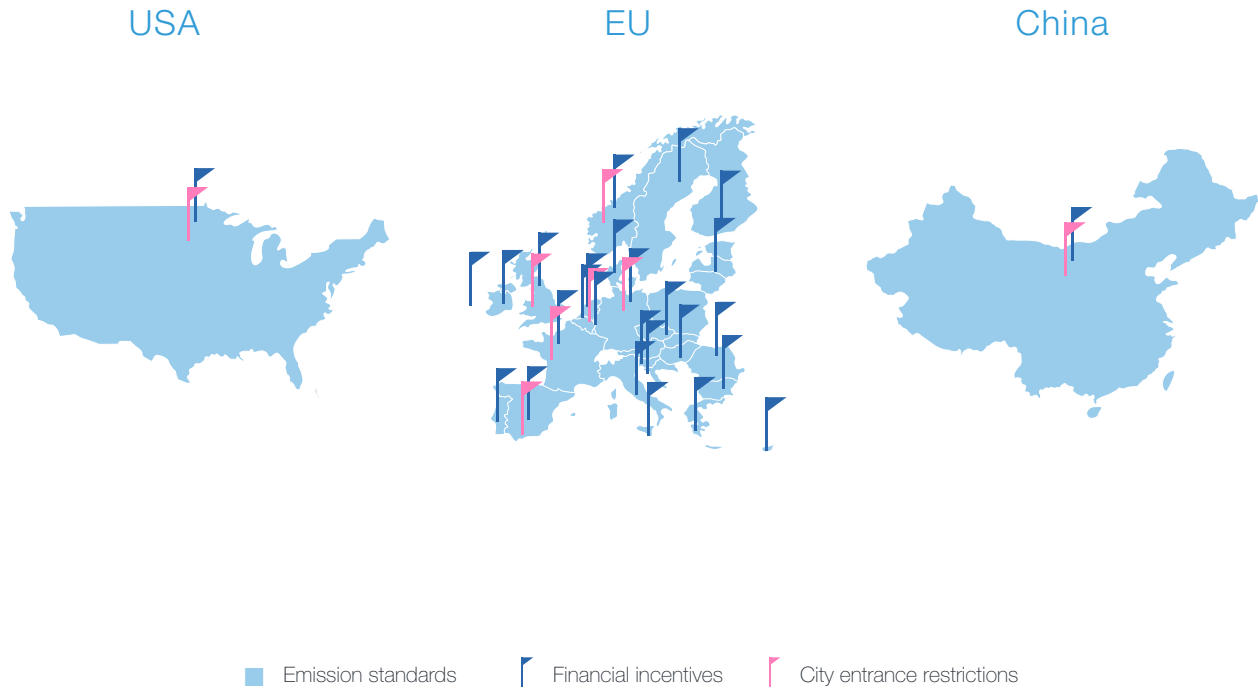 USA
EU
China
Emission standards
Financial incentives
City entrance restrictions